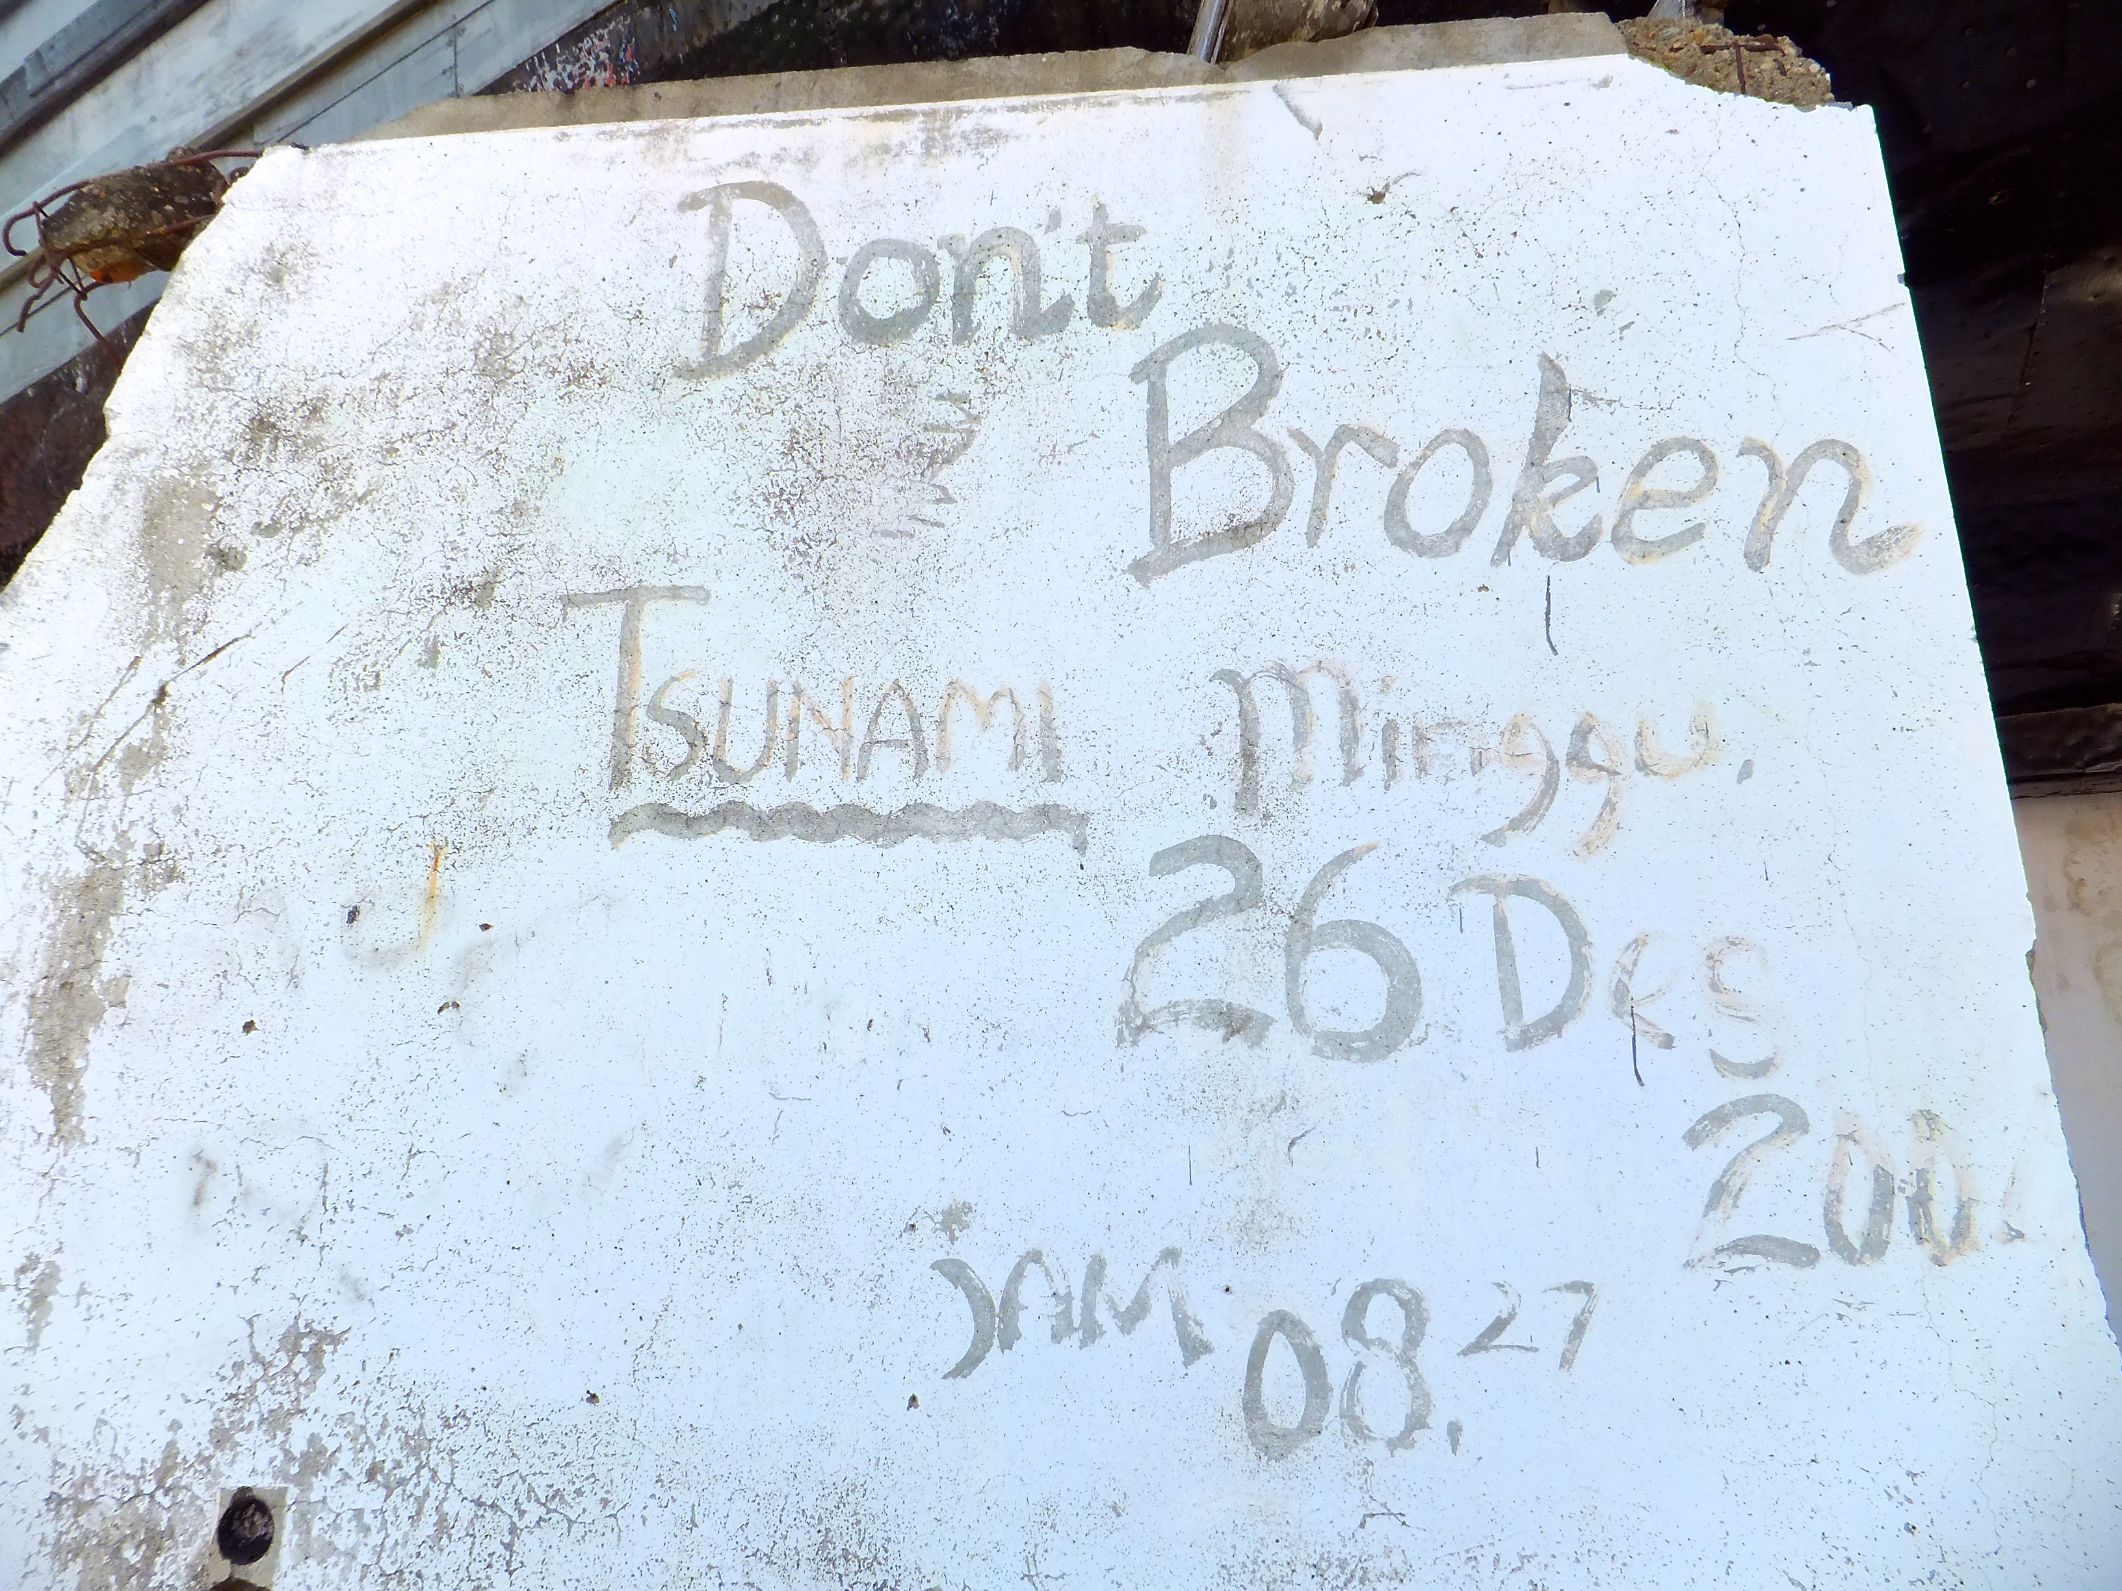 Don't
Broken
TSUNAMI Minggu.
26 Des
200
JAM 08.27